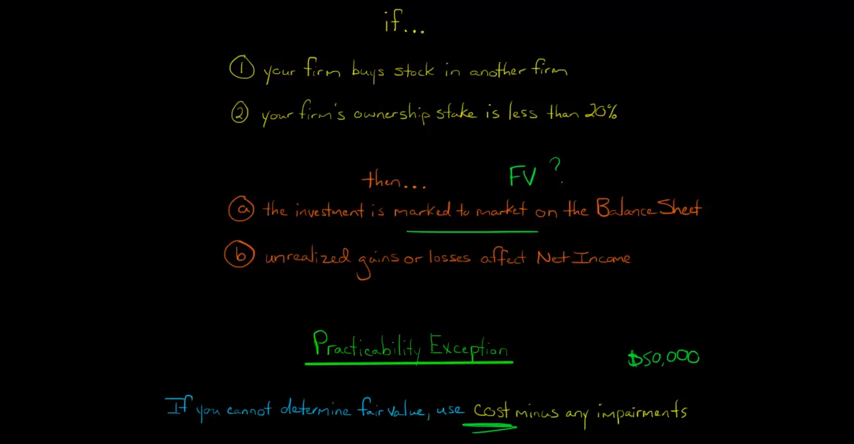 if...
① your firm buys stock in another firm
② your firm's ownership stake is less than 20%
then... FV ?
ⓐ the investment is marked to market on the Balance Sheet
ⓑ unrealized gains or losses affect Net Income
Practicability Exception
$50,000
If you cannot determine fair value, use cost minus any impairments